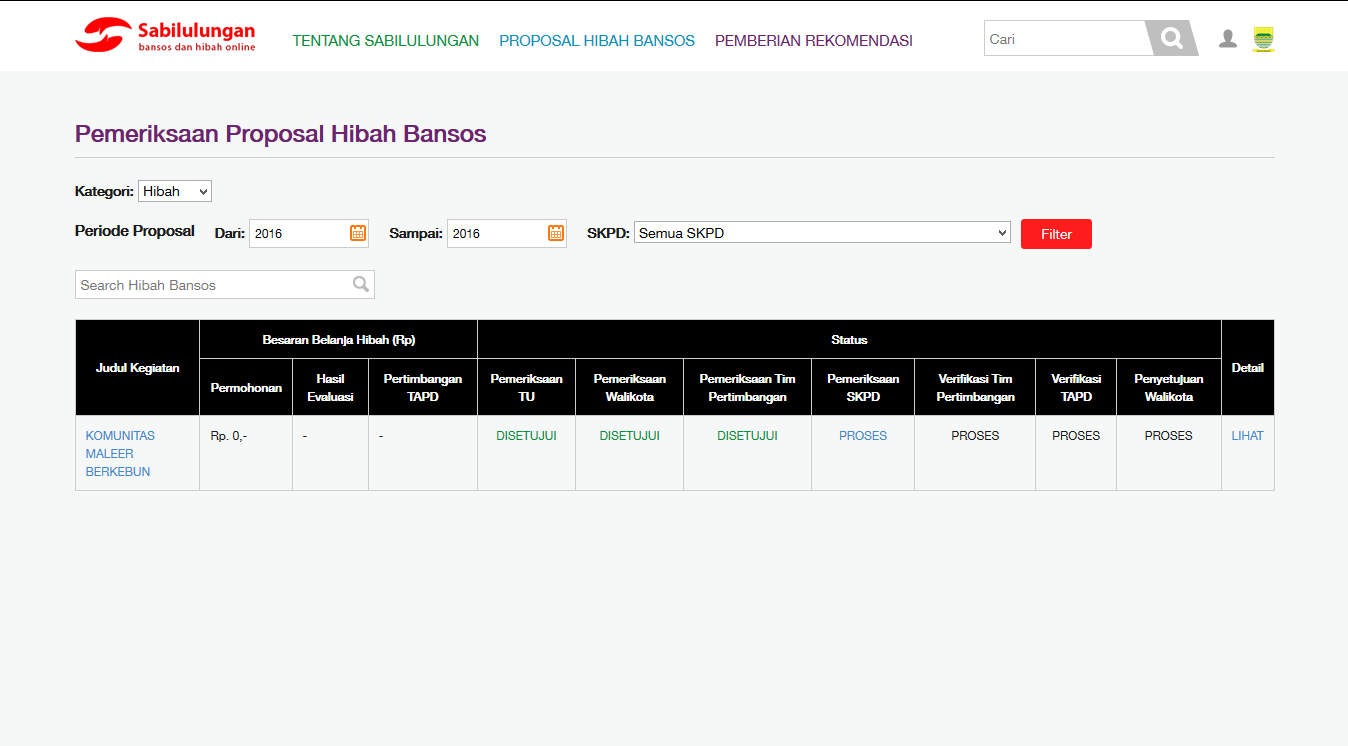 Sabilulungan
bansos dan hibah online
TENTANG SABILULUNGAN PROPOSAL HIBAH BANSOS PEMBERIAN REKOMENDASI
Cari
Pemeriksaan Proposal Hibah Bansos
Kategori: Hibah
Periode Proposal Dari: 2016 Sampai: 2016 SKPD: Semua SKPD Filter
Search Hibah Bansos
Judul Kegiatan Besaran Belanja Hibah (Rp) Status Detail
Permohonan Hasil Evaluasi Pertimbangan TAPD Pemeriksaan TU Pemeriksaan Walikota Pemeriksaan Tim Pertimbangan Pemeriksaan SKPD Verifikasi Tim Pertimbangan Verifikasi TAPD Penyetujuan Walikota
KOMUNITAS Rp. 0,- - - DISETUJUI DISETUJUI DISETUJUI PROSES PROSES PROSES PROSES LIHAT
MALEER
BERKEBUN